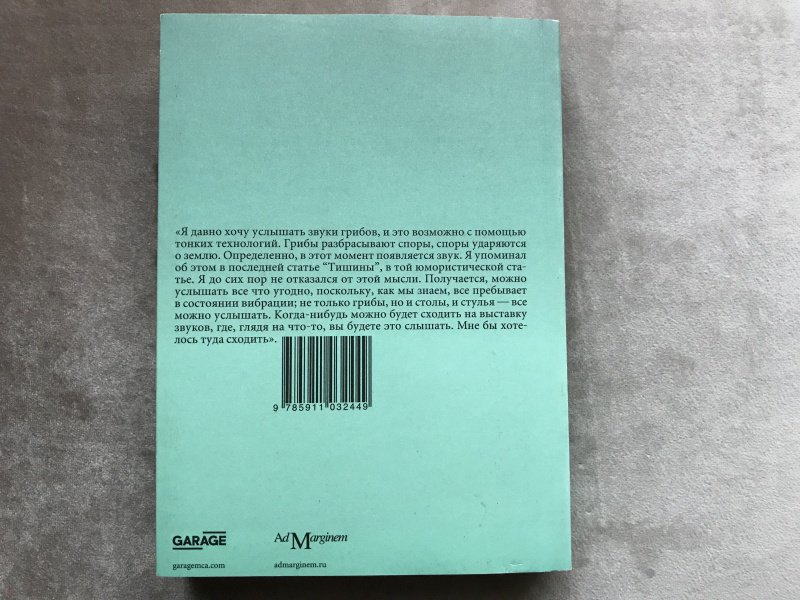 «Я давно хочу услышать звуки грибов, и это возможно с помощью
тонких технологий. Грибы разбрасывают споры, споры ударяются
о землю. Определенно, в этот момент появляется звук. Я упоминал
об этом в последней статье “Тишины”, в той юмористической ста-
тье. Я до сих пор не отказался от этой мысли. Получается, можно
услышать все что угодно, поскольку, как мы знаем, все пребывает
в состоянии вибрации; не только грибы, но и столы, и стулья — все
можно услышать. Когда-нибудь можно будет сходить на выставку
звуков, где, глядя на что-то, вы будете это слышать. Мне бы хоте-
лось туда сходить».
9 785911 032449
GARAGE
garagemca.com
Ad Marginem
admarginem.ru